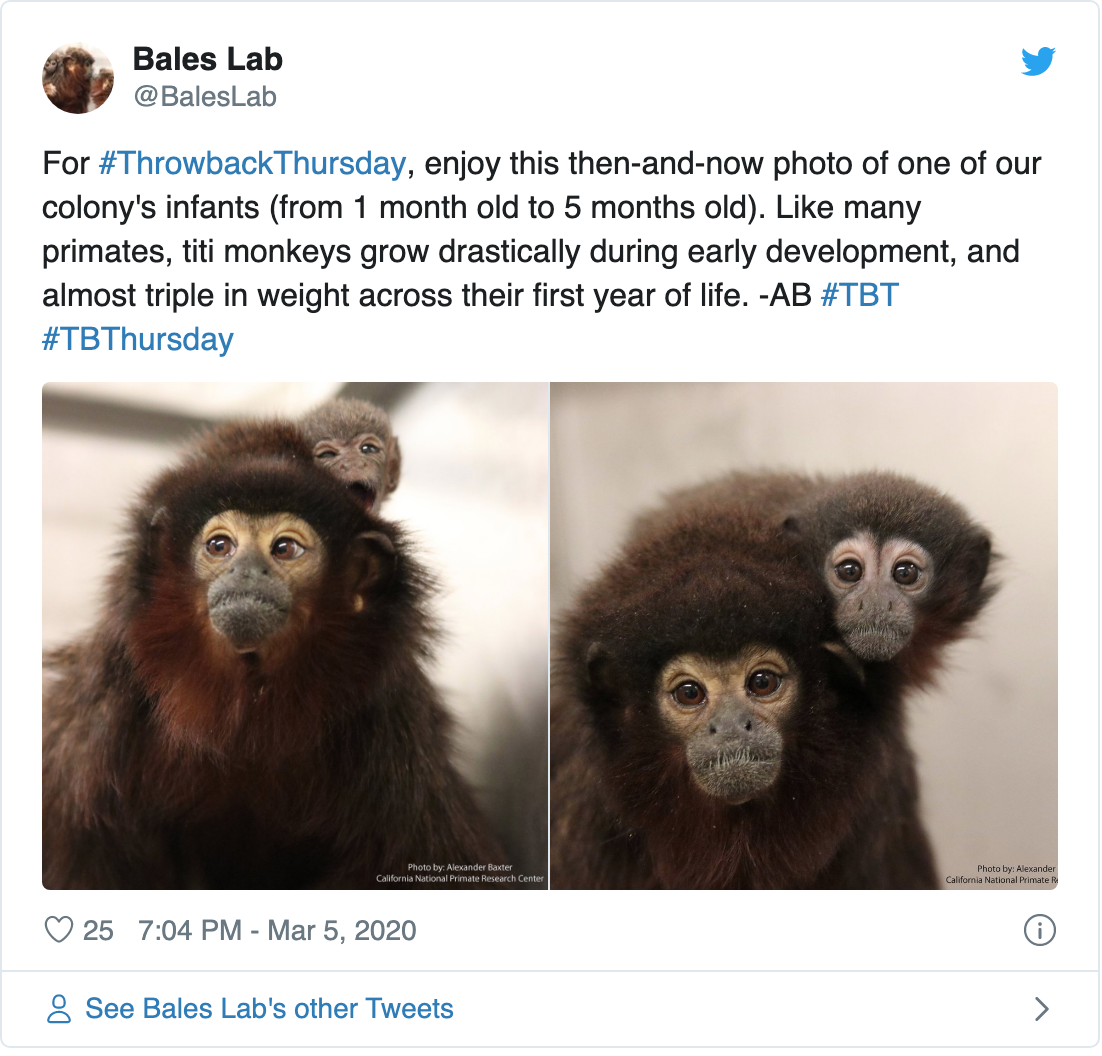 Bales Lab
@BalesLab
For #ThrowbackThursday, enjoy this then-and-now photo of one of our
colony's infants (from 1 month old to 5 months old). Like many
primates, titi monkeys grow drastically during early development, and
almost triple in weight across their first year of life. -AB #TBT
#TBThursday
Photo by: Alexander Baxter
California National Primate Research Center
Photo by: Alexander
California National Primate Re
25 7:04 PM - Mar 5, 2020
See Bales Lab's other Tweets